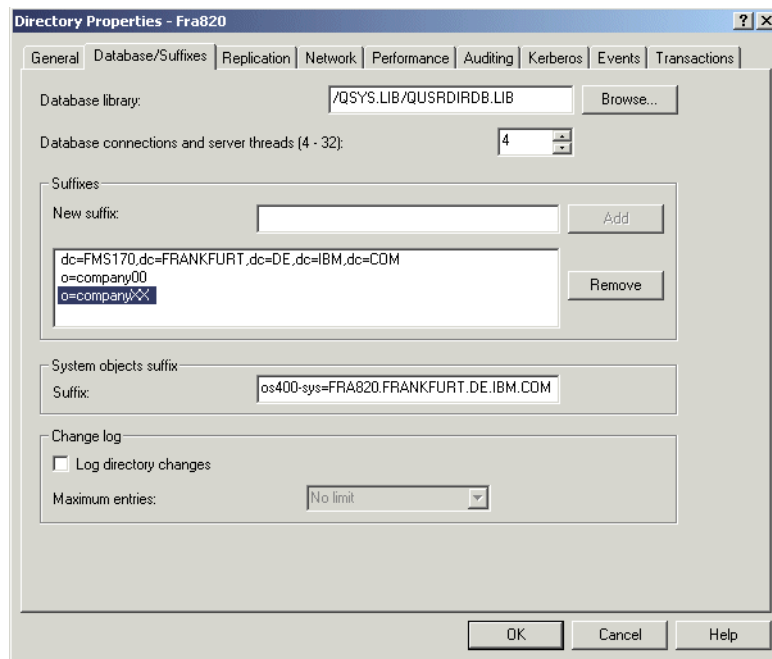 Directory Properties - Fra820
General Database/Suffixes Replication Network Performance Auditing Kerberos Events Transactions
Database library: /QSYS.LIB/QUSRDIRDB.LIB Browse...
Database connections and server threads (4 - 32): 4
Suffixes
New suffix: Add
dc=FMS170,dc=FRANKFURT,dc=DE,dc=IBM,dc=COM
o=company00
o=companyXX
Remove
System objects suffix
Suffix: os400-sys=FRA820.FRANKFURT.DE.IBM.COM
Change log
Log directory changes
Maximum entries: No limit
OK Cancel Help